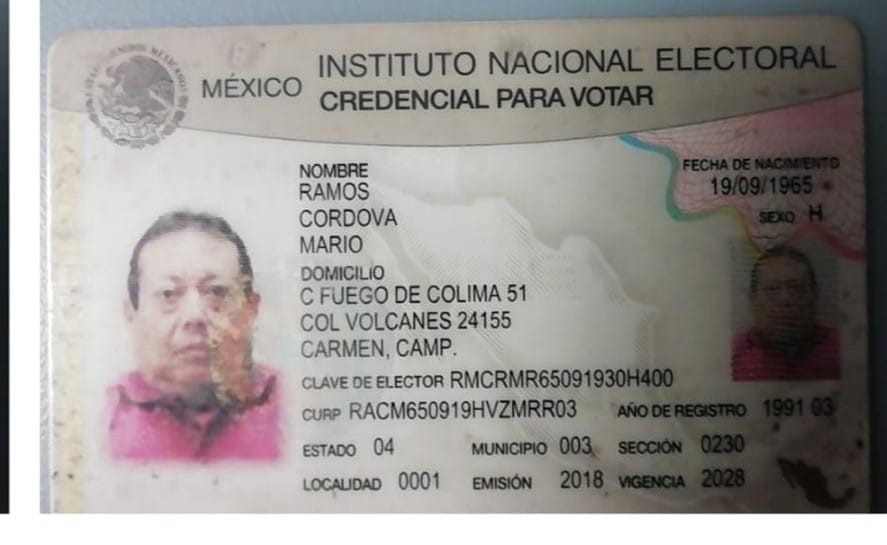 INSTITUTO NACIONAL ELECTORAL
MÉXICO CREDENCIAL PARA VOTAR
NOMBRE
RAMOS
CORDOVA
MARIO
FECHA DE NACIMIENTO
19/09/1965
SEXO H
DOMICILIO
C FUEGO DE COLIMA 51
COL VOLCANES 24155
CARMEN, CAMP.
CLAVE DE ELECTOR RMCRMR65091930H400
CURP RACM650919HVZMRR03 AÑO DE REGISTRO 1991 03
ESTADO 04 MUNICIPIO 003 SECCIÓN 0230
LOCALIDAD 0001 EMISIÓN 2018 VIGENCIA 2028